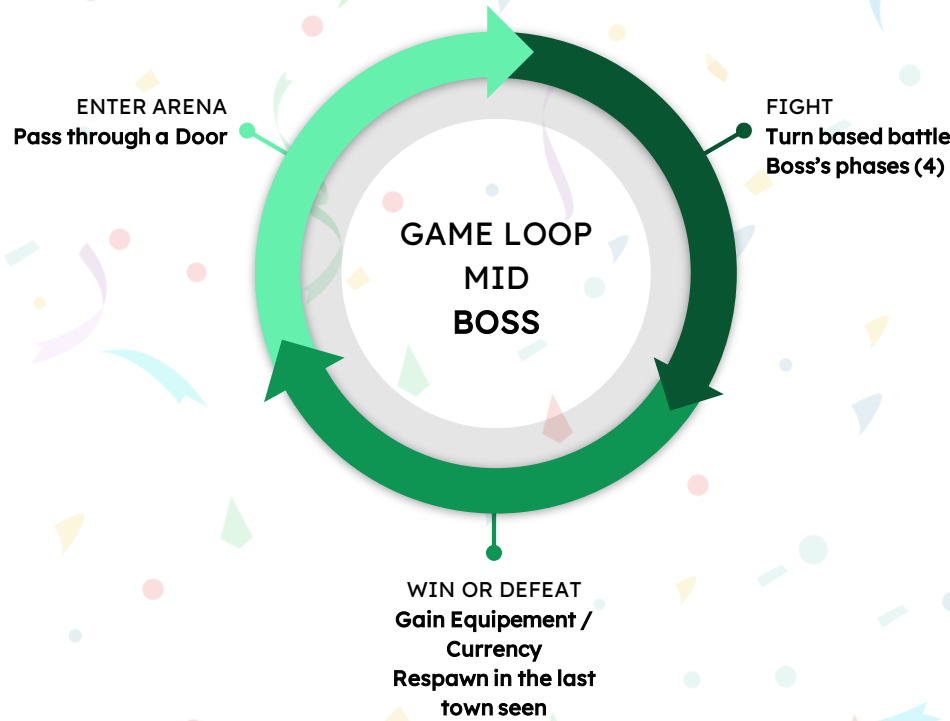 ENTER ARENA
Pass through a Door
FIGHT
Turn based battle
Boss's phases (4)
GAME LOOP
MID
BOSS
WIN OR DEFEAT
Gain Equipement /
Currency
Respawn in the last
town seen